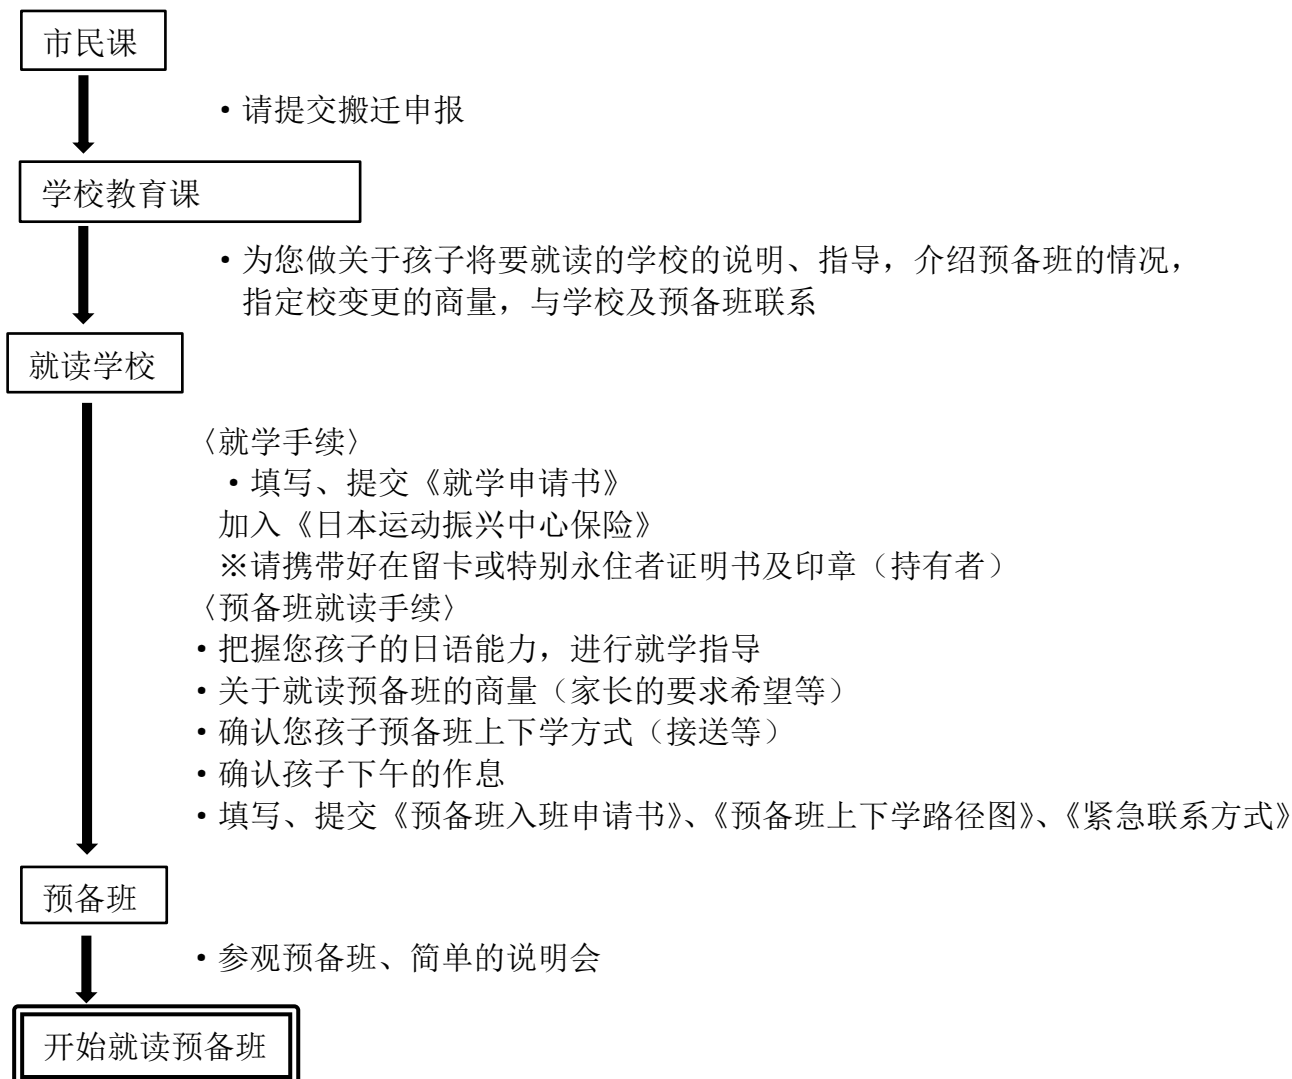 市民课
・请提交搬迁申报
学校教育课
・为您做关于孩子将要就读的学校的说明、指导，介绍预备班的情况，
指定校变更的商量，与学校及预备班联系
就读学校
〈就学手续〉
・填写、提交《就学申请书》
加入《日本运动振兴中心保险》
※请携带好在留卡或特别永住者证明书及印章（持有者）
〈预备班就读手续〉
・把握您孩子的日语能力，进行就学指导
・关于就读预备班的商量（家长的要求希望等）
・确认您孩子预备班上下学方式（接送等）
・确认孩子下午的作息
・填写、提交《预备班入班申请书》、《预备班上下学路径图》、《紧急联系方式》
预备班
・参观预备班、简单的说明会
开始就读预备班